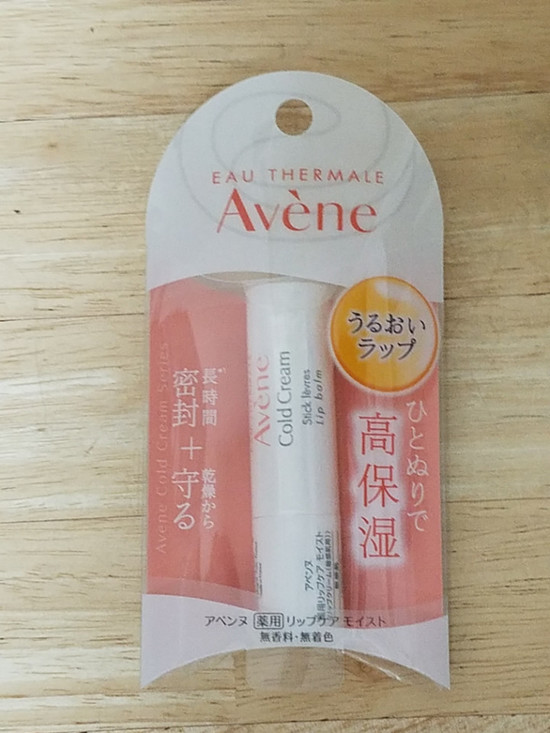 EAU THERMALE
Avène
うるおい
ラップ
ひとぬりで
高保湿
長時間
密封＋守る
乾燥から
Avène Cold Cream Series
Avène
Cold Cream
Stick lèvres
Lip balm
アベンヌ
薬用リップケア モイスト
アベンヌ 薬用 リップケア モイスト
無香料・無着色